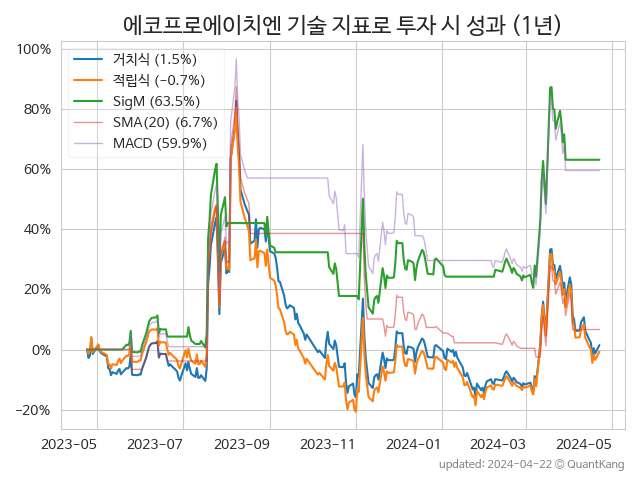 에코프로에이치엔 기술 지표로 투자 시 성과 (1년)
거치식 (1.5%)
적립식 (−0.7%)
SigM (63.5%)
SMA(20) (6.7%)
MACD (59.9%)
100%
80%
60%
40%
20%
0%
−20%
2023-05 2023-07 2023-09 2023-11 2024-01 2024-03 2024-05
updated: 2024-04-22 © QuantKang